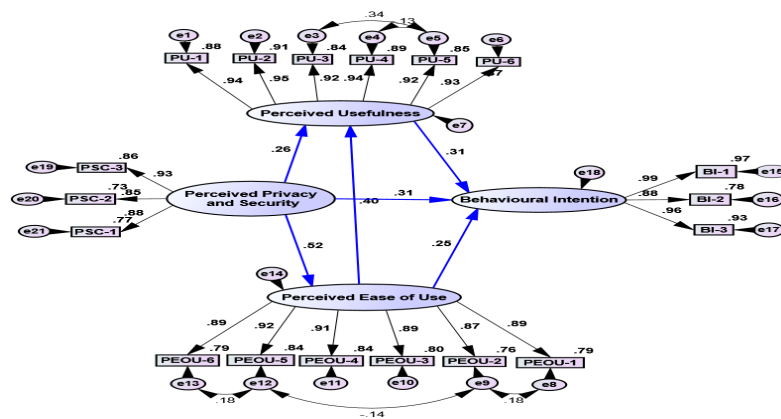 .34
.13
e1
e2
e3
e4
e5
e6
.88
.91
.84
.89
.85
PU-1
PU-2
PU-3
PU-4
PU-5
PU-6
.94
.95
.92
.94
.92
.93
Perceived Usefulness
e7
.26
.31
e19
PSC-3
.86
.93
e20
PSC-2
.73
.85
e21
PSC-1
.77
.88
Perceived Privacy
and Security
.31
.40
e18
Behavioural Intention
.99
BI-1
.97
e15
.88
BI-2
.78
e16
.96
BI-3
.93
e17
.52
.25
e14
Perceived Ease of Use
.89
.92
.91
.89
.87
.89
.79
.84
.84
.80
.76
.79
PEOU-6
PEOU-5
PEOU-4
PEOU-3
PEOU-2
PEOU-1
e13
e12
e11
e10
e9
e8
.18
.18
-.14